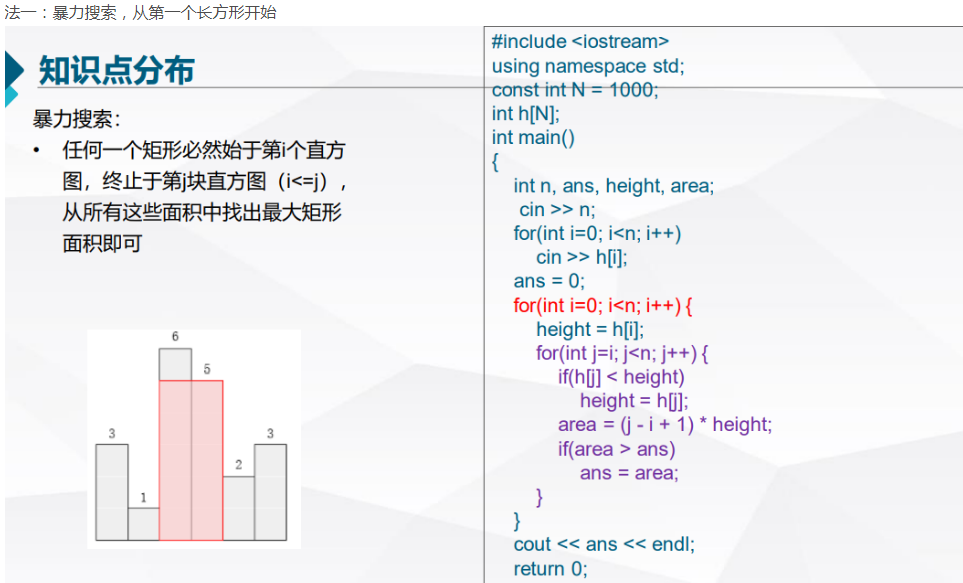 法一：暴力搜索，从第一个长方形开始
知识点分布
暴力搜索：
• 任何一个矩形必然始于第i个直方
图，终止于第j块直方图（i<=j），
从所有这些面积中找出最大矩形
面积即可
6
5
3
3
2
1
#include <iostream>
using namespace std;
const int N = 1000;
int h[N];
int main()
{
int n, ans, height, area;
cin >> n;
for(int i=0; i<n; i++)
cin >> h[i];
ans = 0;
for(int i=0; i<n; i++) {
height = h[i];
for(int j=i; j<n; j++) {
if(h[j] < height)
height = h[j];
area = (j - i + 1) * height;
if(area > ans)
ans = area;
}
}
cout << ans << endl;
return 0;